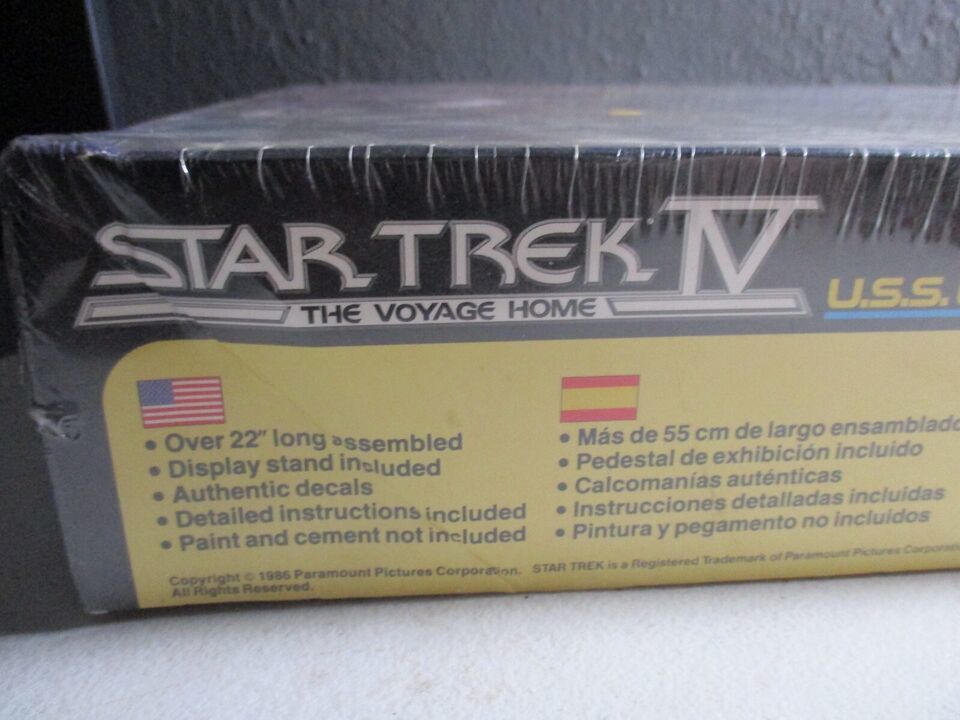 STAR TREK IV
THE VOYAGE HOME
U.S.S.
• Over 22" long assembled
• Display stand included
• Authentic decals
• Detailed instructions included
• Paint and cement not included
• Más de 55 cm de largo ensamblado
• Pedestal de exhibición incluido
• Calcomanías auténticas
• Instrucciones detalladas incluidas
• Pintura y pegamento no incluidos
Copyright © 1986 Paramount Pictures Corporation. STAR TREK is a Registered Trademark of Paramount Pictures
All Rights Reserved.